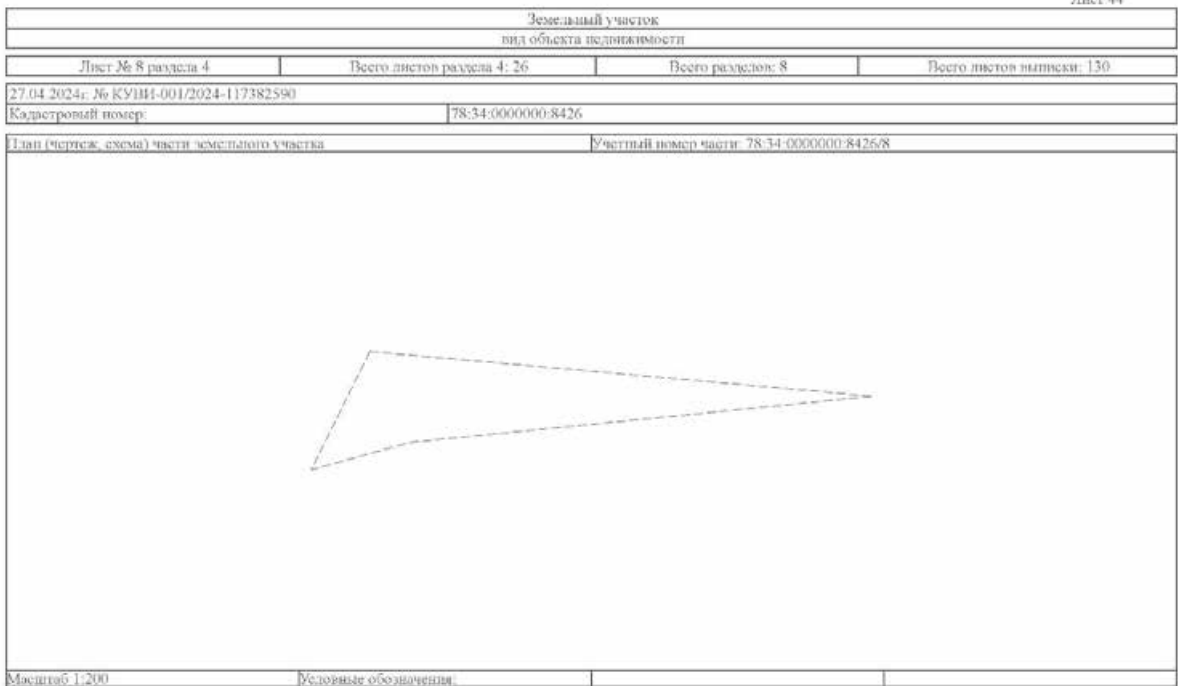 Лист 44
Земельный участок
вид объекта недвижимости
Лист № 8 раздела 4 Всего листов раздела 4: 26 Всего разделов: 8 Всего листов выписки: 130
27.04.2024г. № КУВИ-001/2024-117382590
Кадастровый номер: 78:34:0000000:8426
План (чертеж, схема) части земельного участка Учетный номер части: 78:34:0000000:8426/8
Масштаб 1:200 Условные обозначения: